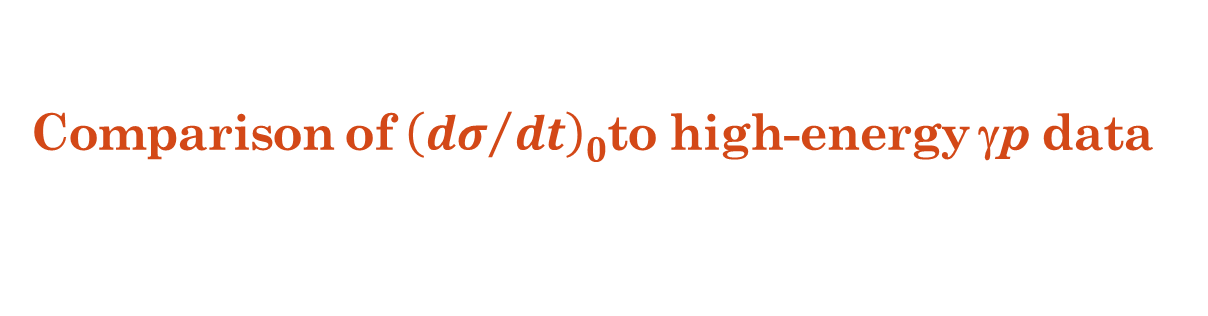 Comparison of (dσ/dt)₀to high-energy γp data